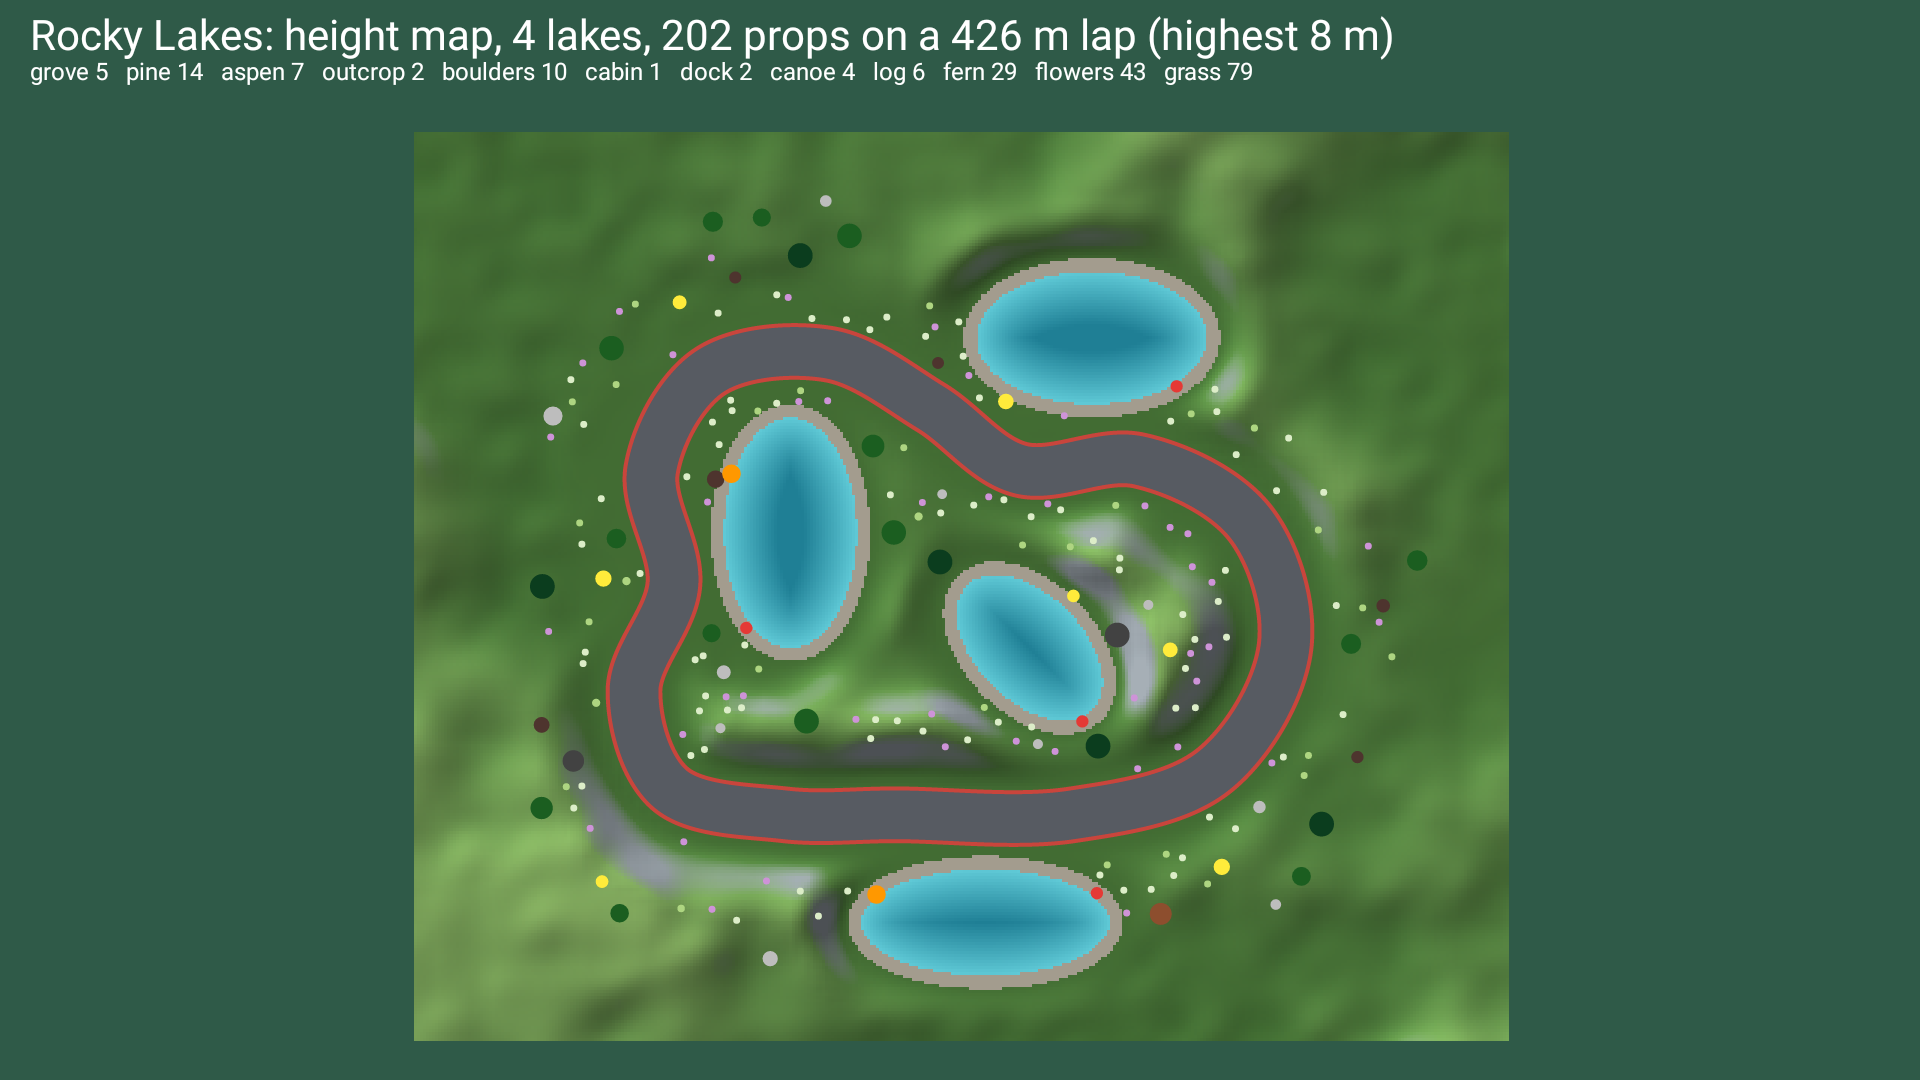 Rocky Lakes: height map, 4 lakes, 202 props on a 426 m lap (highest 8 m)
grove 5 pine 14 aspen 7 outcrop 2 boulders 10 cabin 1 dock 2 canoe 4 log 6 fern 29 flowers 43 grass 79